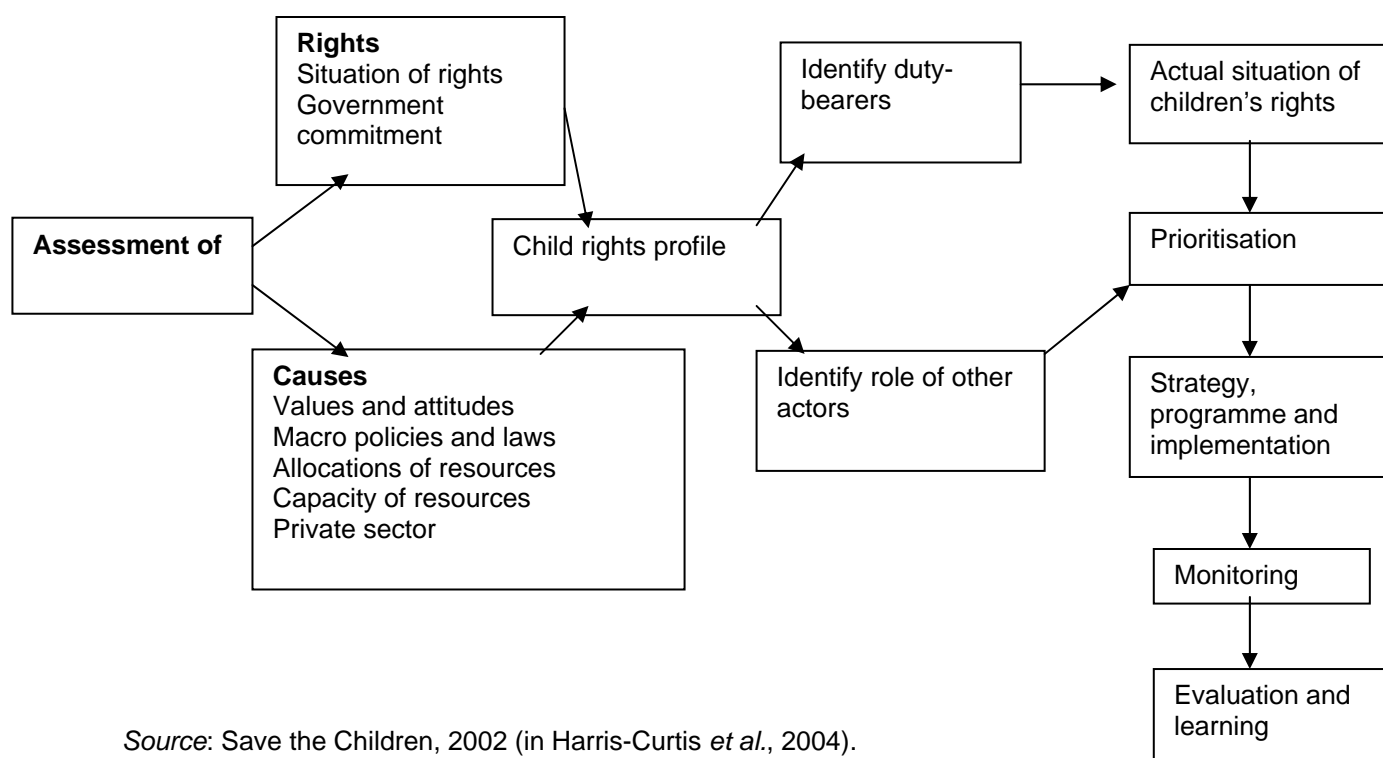 Assessment of
Rights
Situation of rights
Government
commitment
Causes
Values and attitudes
Macro policies and laws
Allocations of resources
Capacity of resources
Private sector
Child rights profile
Identify duty-
bearers
Identify role of other
actors
Actual situation of
children’s rights
Prioritisation
Strategy,
programme and
implementation
Monitoring
Evaluation and
learning
Source: Save the Children, 2002 (in Harris-Curtis et al., 2004).